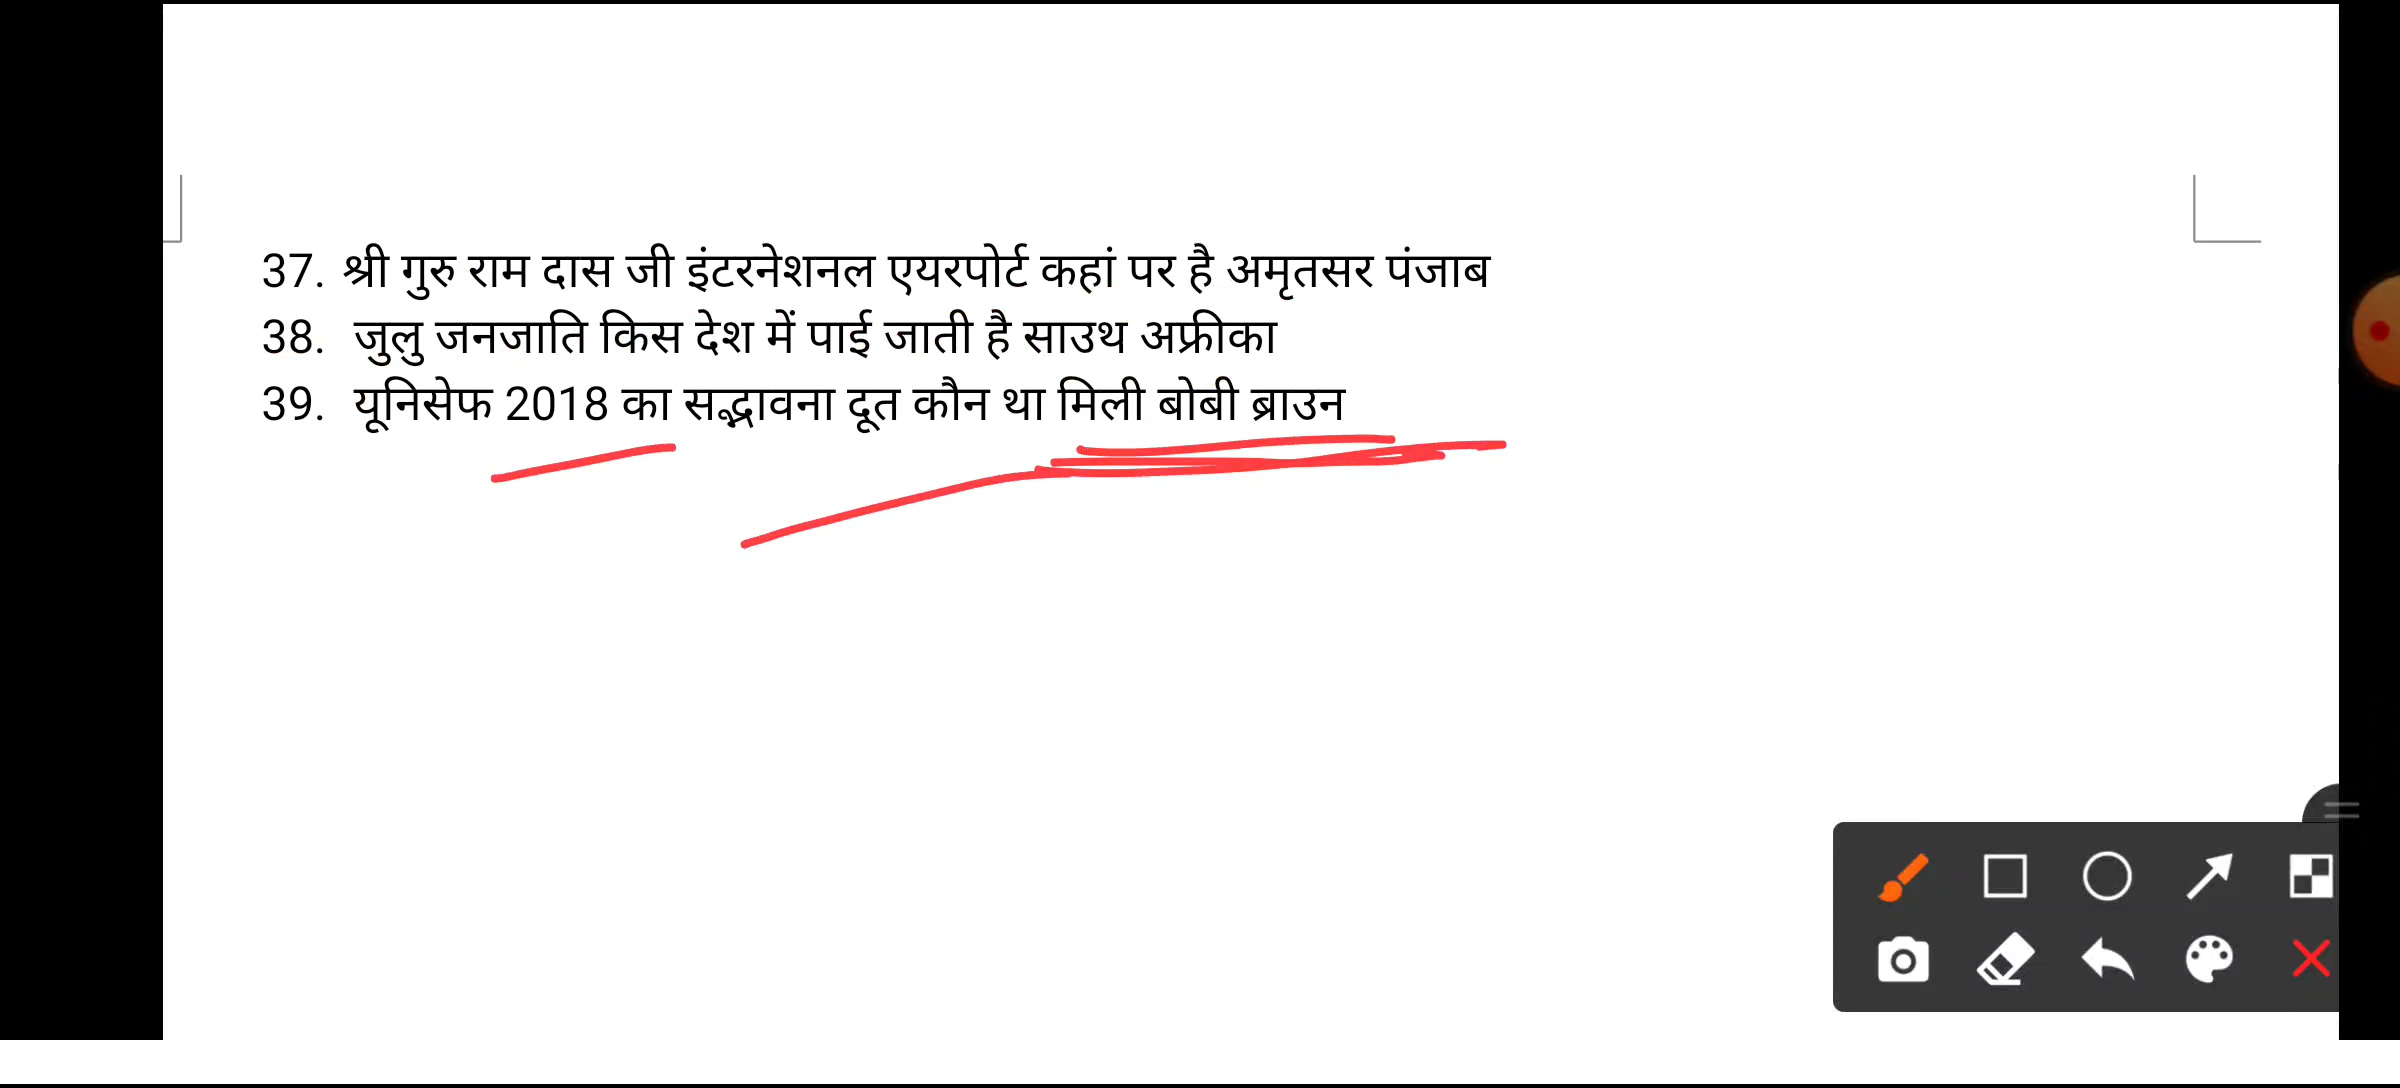 37. श्री गुरु राम दास जी इंटरनेशनल एयरपोर्ट कहां पर है अमृतसर पंजाब
38. जुलु जनजाति किस देश में पाई जाती है साउथ अफ्रीका
39. यूनिसेफ 2018 का सद्भावना दूत कौन था मिली बोबी ब्राउन